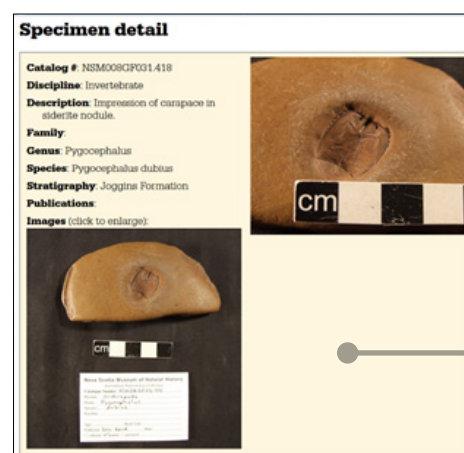 Specimen detail
Catalog #: NSM008GF031.418
Discipline: Invertebrate
Description: Impression of carapace in
siderite nodule.
Family:
Genus: Pygocephalus
Species: Pygocephalus dubius
Stratigraphy: Joggins Formation
Publications:
Images (click to enlarge):
cm
cm
Nova Scotia Museum of Natural History